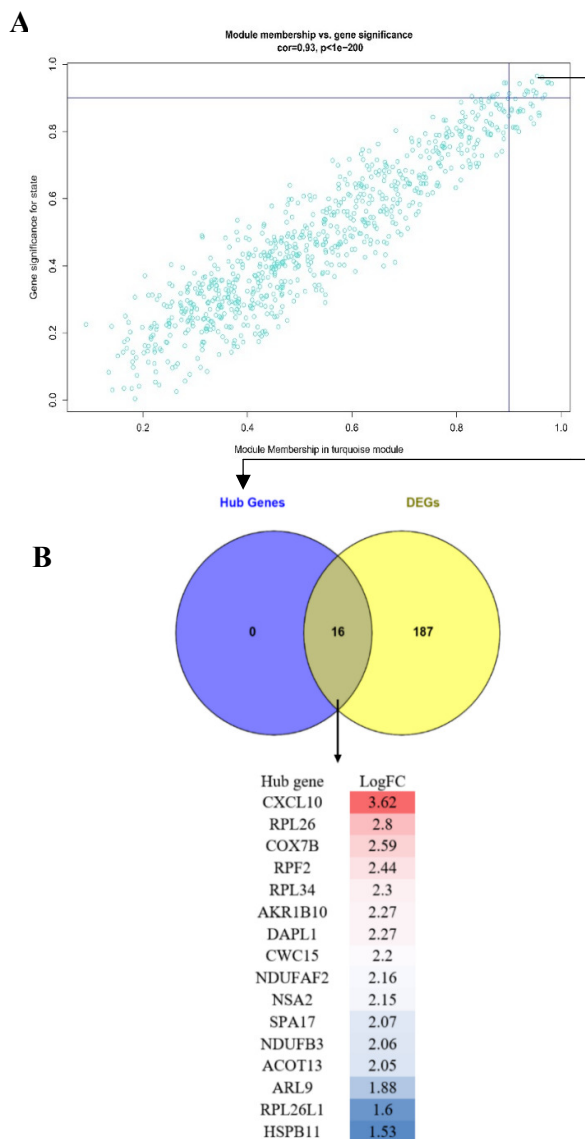 A
Module membership vs. gene significance
cor=0.93, p<1e−200
Gene significance for state
1.0
0.8
0.6
0.4
0.2
0.0
0.2 0.4 0.6 0.8 1.0
Module Membership in turquoise module
Hub Genes DEGs
B
0 16 187
Hub gene LogFC
CXCL10 3.62
RPL26 2.8
COX7B 2.59
RPF2 2.44
RPL34 2.3
AKR1B10 2.27
DAPL1 2.27
CWC15 2.2
NDUFAF2 2.16
NSA2 2.15
SPA17 2.07
NDUFB3 2.06
ACOT13 2.05
ARL9 1.88
RPL26L1 1.6
HSPB11 1.53